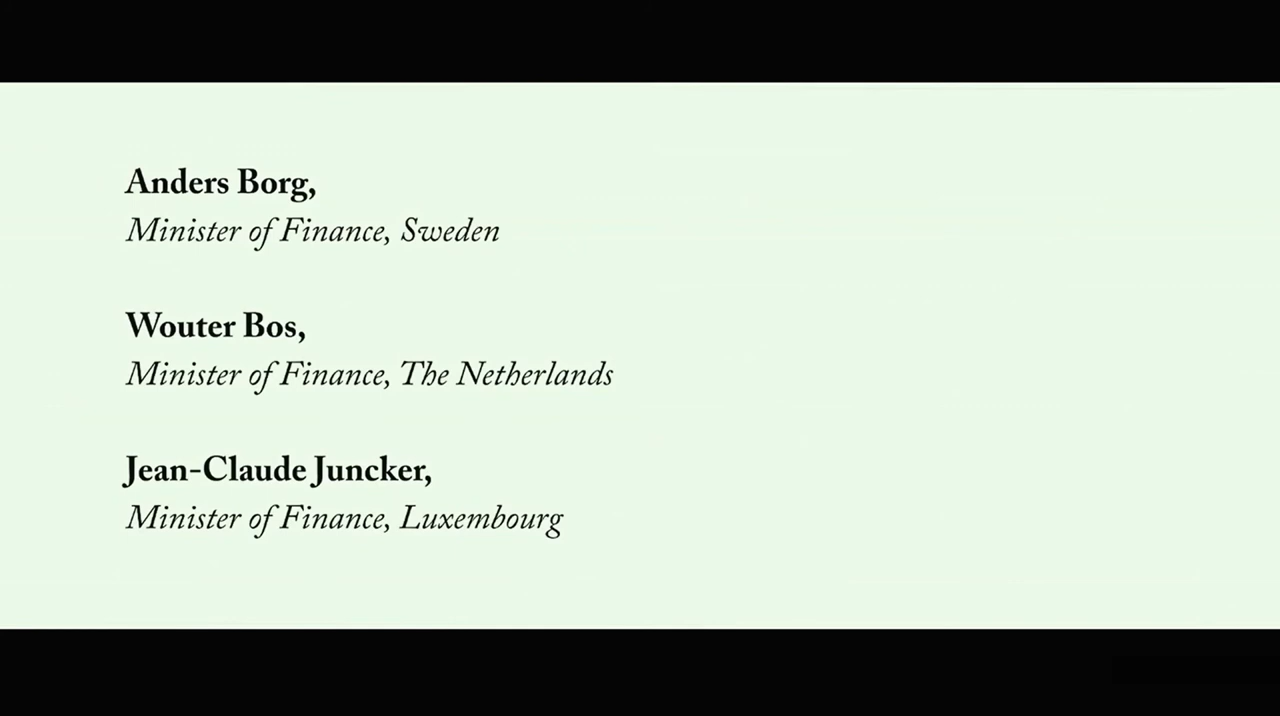 Anders Borg,
Minister of Finance, Sweden
Wouter Bos,
Minister of Finance, The Netherlands
Jean-Claude Juncker,
Minister of Finance, Luxembourg